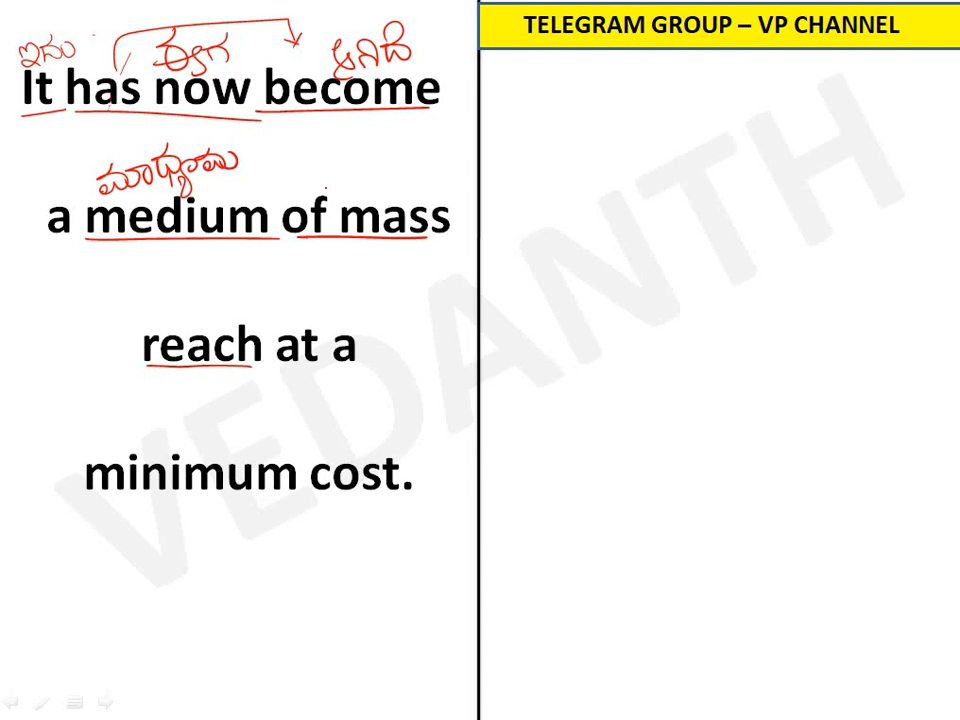 TELEGRAM GROUP – VP CHANNEL
ಇದು ಈಗ ಆಗಿದೆ
It has now become
ಮಾಧ್ಯಮ
a medium of mass
reach at a
minimum cost.
VEDANTH